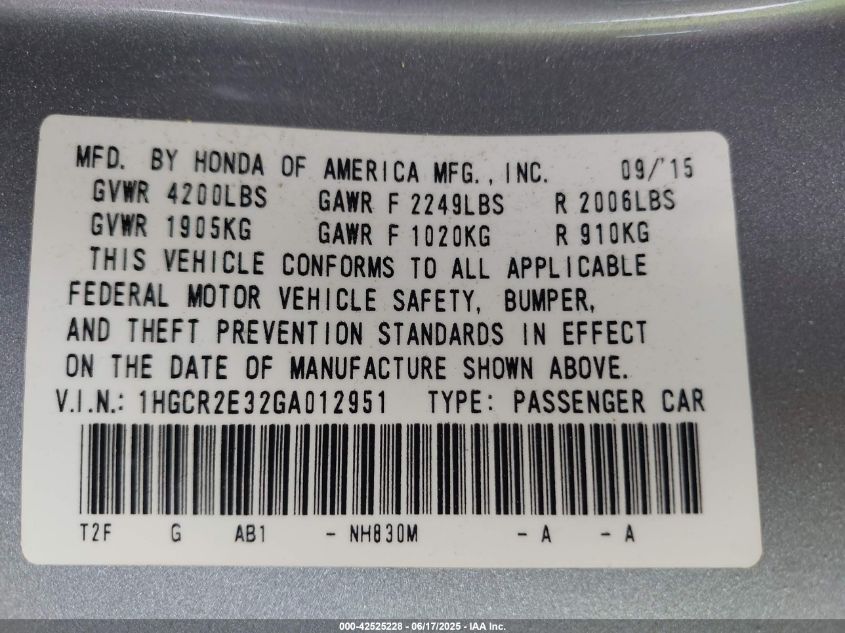 MFD. BY HONDA OF AMERICA MFG., INC. 09/'15
GVWR 4200LBS GAWR F 2249LBS R 2006LBS
GVWR 1905KG GAWR F 1020KG R 910KG
THIS VEHICLE CONFORMS TO ALL APPLICABLE
FEDERAL MOTOR VEHICLE SAFETY, BUMPER,
AND THEFT PREVENTION STANDARDS IN EFFECT
ON THE DATE OF MANUFACTURE SHOWN ABOVE.
V.I.N.: 1HGCR2E32GA012951 TYPE: PASSENGER CAR
T2F G AB1 - NH830M - A - A
000-42525228 - 06/17/2025 - IAA Inc.